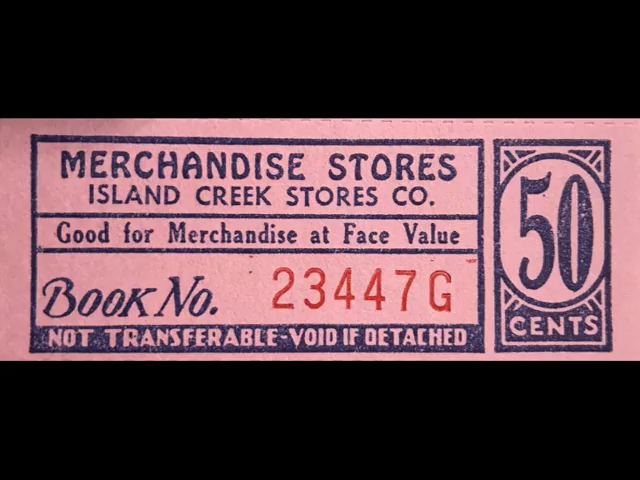 MERCHANDISE STORES
ISLAND CREEK STORES CO.
Good for Merchandise at Face Value
BOOK NO. 23447G
NOT TRANSFERABLE-VOID IF DETACHED
50
CENTS